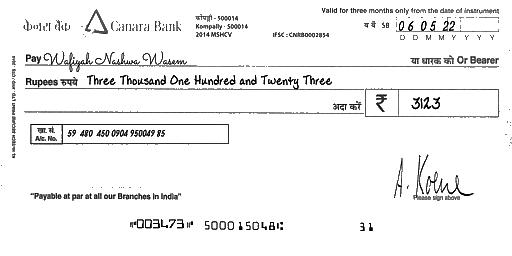 Valid for three months only from the date of instrument
केनरा बैंक Canara Bank
कोंपल्ली - 500014
Kompally - 500014
2014 MSHCV
IFSC : CNRB0002854
SB 06 05 22
D D M M Y Y Y Y
Pay Wafiyah Nashwa Wasem या धारक को Or Bearer
Rupees रुपये Three Thousand One Hundred and Twenty Three
अदा करें ₹ 3123
खा. सं.
A/c. No. 59 480 450 0904 950049 85
A. Kone
Please sign above
"Payable at par at all our Branches in India"
⑈003473⑈ 500015048⑆ 31